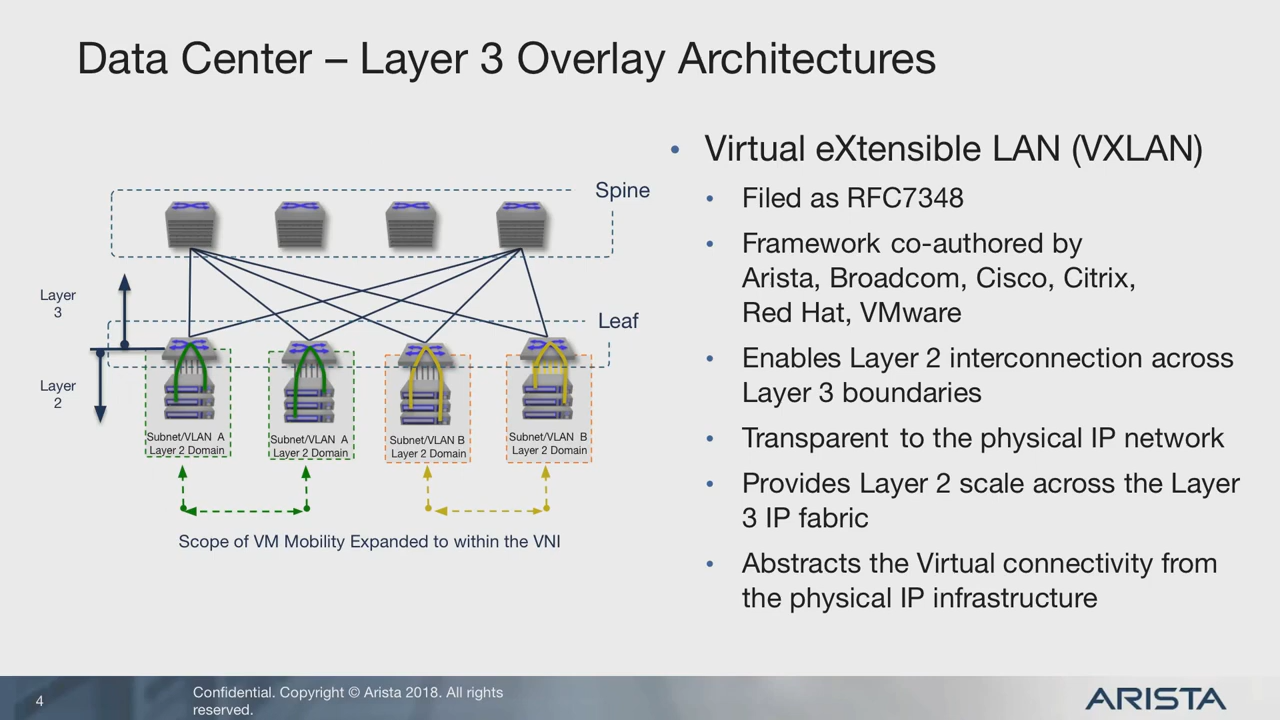 Data Center – Layer 3 Overlay Architectures
Spine
Layer
3
Leaf
Layer
2
Subnet/VLAN A
Layer 2 Domain
Subnet/VLAN A
Layer 2 Domain
Subnet/VLAN B
Layer 2 Domain
Subnet/VLAN B
Layer 2 Domain
Scope of VM Mobility Expanded to within the VNI
• Virtual eXtensible LAN (VXLAN)
• Filed as RFC7348
• Framework co-authored by
Arista, Broadcom, Cisco, Citrix,
Red Hat, VMware
• Enables Layer 2 interconnection across
Layer 3 boundaries
• Transparent to the physical IP network
• Provides Layer 2 scale across the Layer
3 IP fabric
• Abstracts the Virtual connectivity from
the physical IP infrastructure
4
Confidential. Copyright © Arista 2018. All rights
reserved.
ARISTA